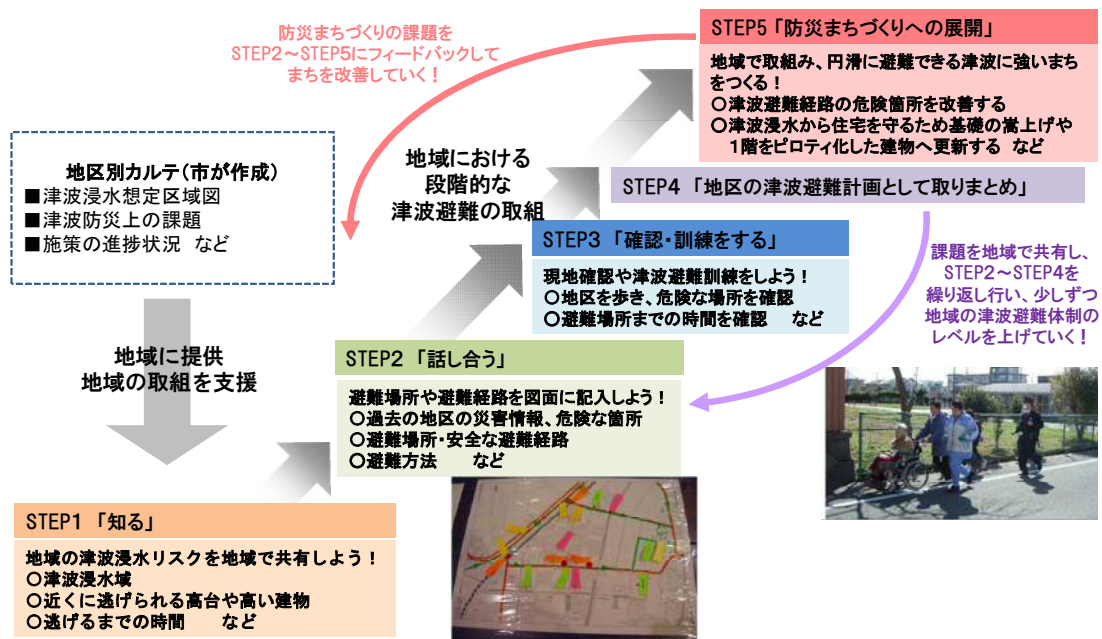 防災まちづくりの課題を
STEP2～STEP5にフィードバックして
まちを改善していく！
STEP5「防災まちづくりへの展開」
地域で取組み、円滑に避難できる津波に強いまち
をつくる！
○津波避難経路の危険箇所を改善する
○津波浸水から住宅を守るため基礎の嵩上げや
1階をピロティ化した建物へ更新する など
地区別カルテ（市が作成）
■津波浸水想定区域図
■津波防災上の課題
■施策の進捗状況 など
地域における
段階的な
津波避難の取組
STEP4 「地区の津波避難計画として取りまとめ」
STEP3 「確認・訓練をする」
現地確認や津波避難訓練をしよう！
○地区を歩き、危険な場所を確認
○避難場所までの時間を確認 など
課題を地域で共有し、
STEP2～STEP4を
繰り返し行い、少しずつ
地域の津波避難体制の
レベルを上げていく！
地域に提供
地域の取組を支援
STEP2 「話し合う」
避難場所や避難経路を図面に記入しよう！
○過去の地区の災害情報、危険な箇所
○避難場所・安全な避難経路
○避難方法 など
STEP1 「知る」
地域の津波浸水リスクを地域で共有しよう！
○津波浸水域
○近くに逃げられる高台や高い建物
○逃げるまでの時間 など